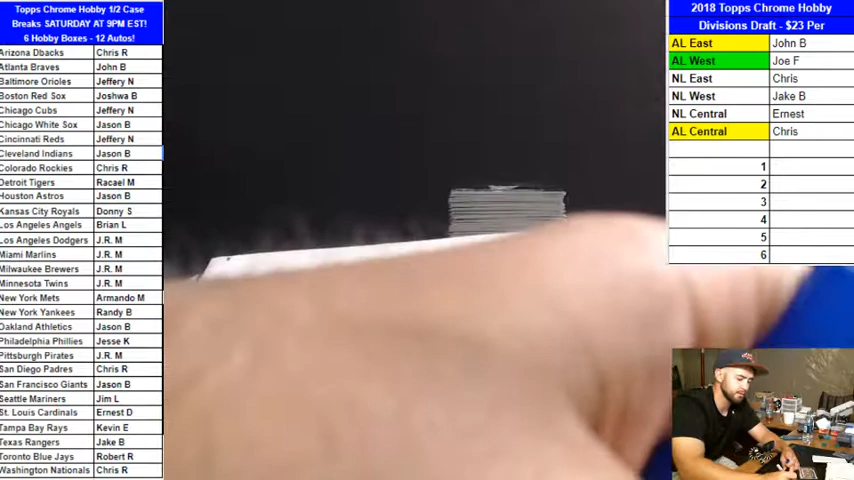 Topps Chrome Hobby 1/2 Case
Breaks SATURDAY AT 9PM EST!
6 Hobby Boxes - 12 Autos!
Arizona Dbacks Chris R
Atlanta Braves John B
Baltimore Orioles Jeffery N
Boston Red Sox Joshwa B
Chicago Cubs Jeffery N
Chicago White Sox Jason B
Cincinnati Reds Jeffery N
Cleveland Indians Jason B
Colorado Rockies Chris R
Detroit Tigers Racael M
Houston Astros Jason B
Kansas City Royals Donny S
Los Angeles Angels Brian L
Los Angeles Dodgers J.R. M
Miami Marlins J.R. M
Milwaukee Brewers J.R. M
Minnesota Twins J.R. M
New York Mets Armando M
New York Yankees Randy B
Oakland Athletics Jason B
Philadelphia Phillies Jesse K
Pittsburgh Pirates J.R. M
San Diego Padres Chris R
San Francisco Giants Jason B
Seattle Mariners Jim L
St. Louis Cardinals Ernest D
Tampa Bay Rays Kevin E
Texas Rangers Jake B
Toronto Blue Jays Robert R
Washington Nationals Chris R
2018 Topps Chrome Hobby
Divisions Draft - $23 Per
AL East John B
AL West Joe F
NL East Chris
NL West Jake B
NL Central Ernest
AL Central Chris
1
2
3
4
5
6